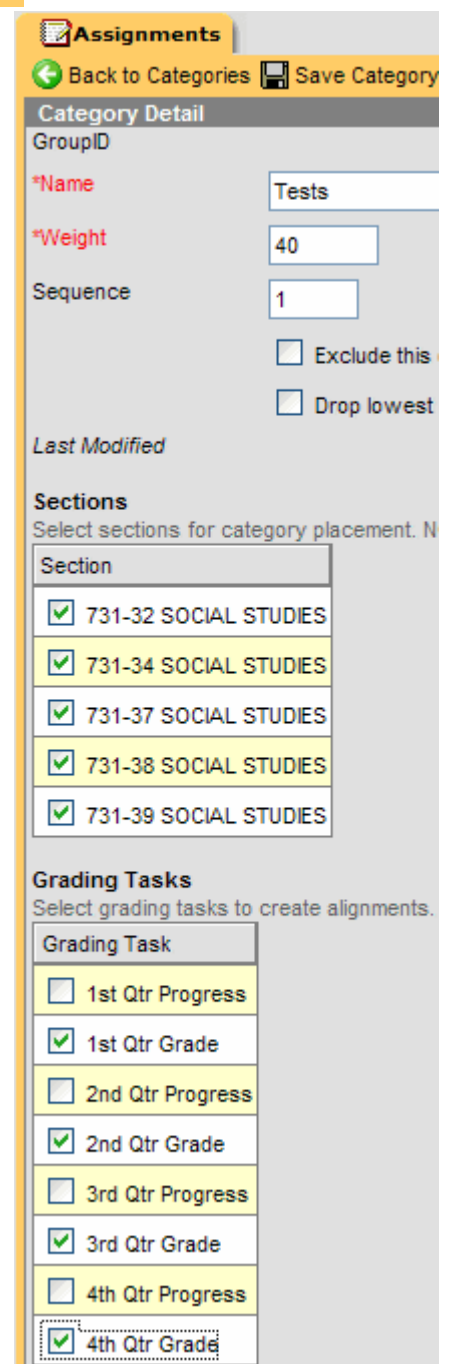 Assignments
Back to Categories Save Category
Category Detail
GroupID
*Name Tests
*Weight 40
Sequence 1
Exclude this
Drop lowest
Last Modified
Sections
Select sections for category placement. N
Section
731-32 SOCIAL STUDIES
731-34 SOCIAL STUDIES
731-37 SOCIAL STUDIES
731-38 SOCIAL STUDIES
731-39 SOCIAL STUDIES
Grading Tasks
Select grading tasks to create alignments.
Grading Task
1st Qtr Progress
1st Qtr Grade
2nd Qtr Progress
2nd Qtr Grade
3rd Qtr Progress
3rd Qtr Grade
4th Qtr Progress
4th Qtr Grade